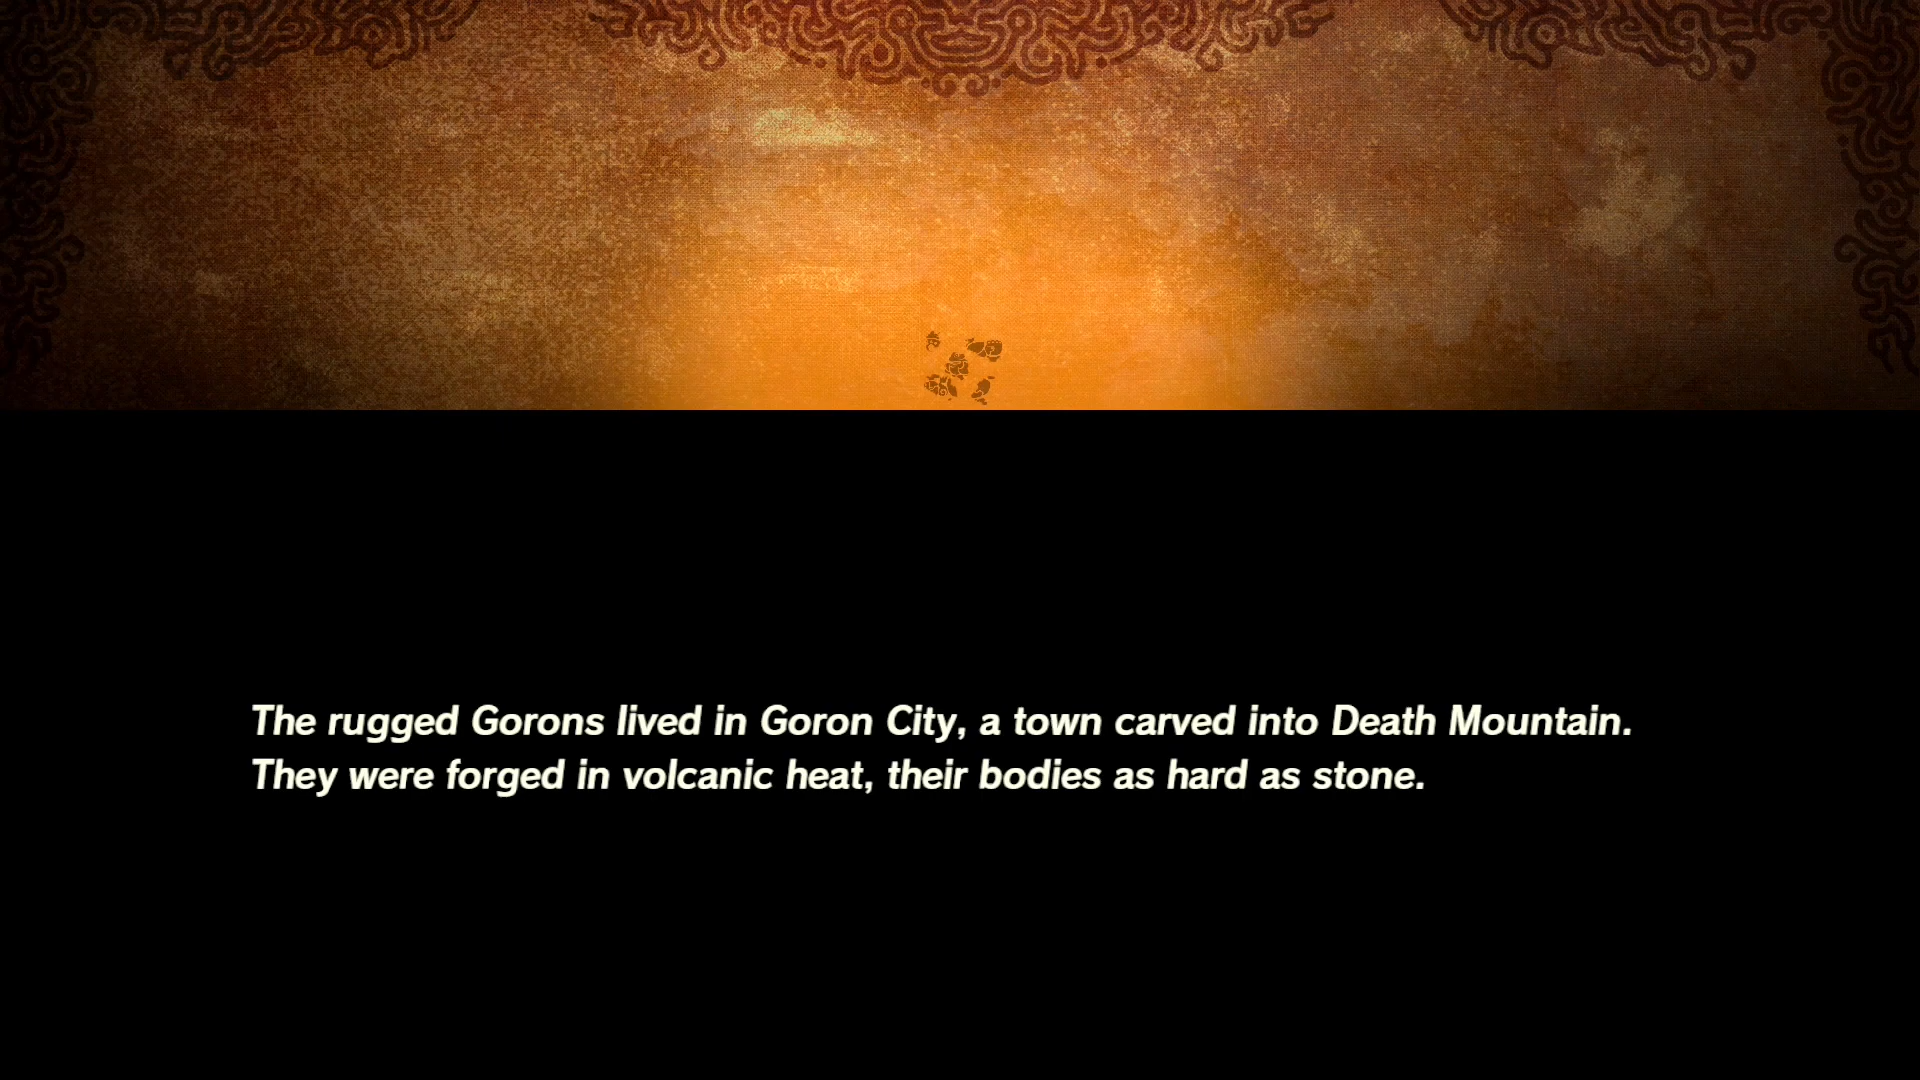 The rugged Gorons lived in Goron City, a town carved into Death Mountain.
They were forged in volcanic heat, their bodies as hard as stone.